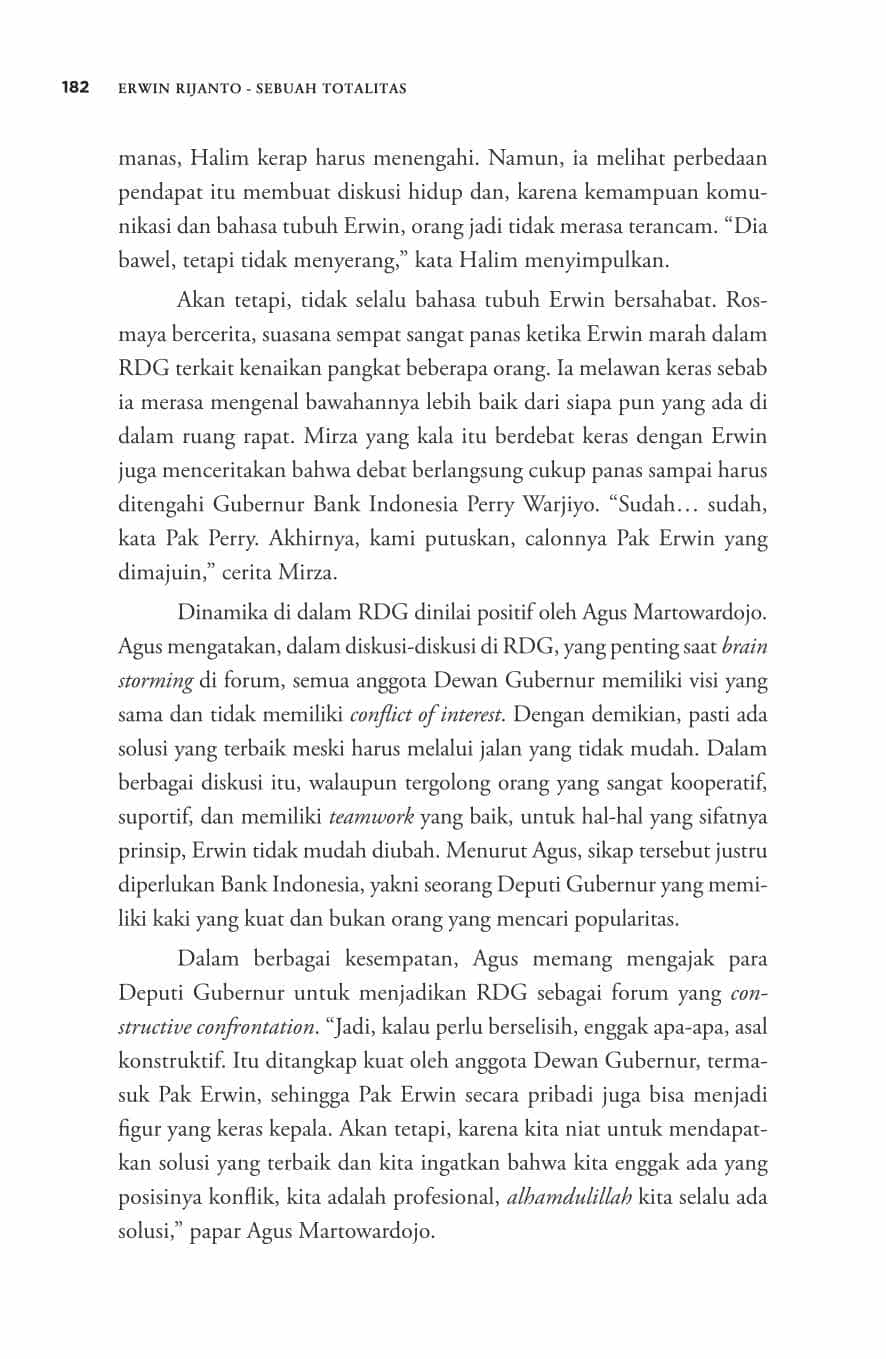 182 ERWIN RIJANTO - SEBUAH TOTALITAS
manas, Halim kerap harus menengahi. Namun, ia melihat perbedaan
pendapat itu membuat diskusi hidup dan, karena kemampuan komu-
nikasi dan bahasa tubuh Erwin, orang jadi tidak merasa terancam. “Dia
bawel, tetapi tidak menyerang,” kata Halim menyimpulkan.
Akan tetapi, tidak selalu bahasa tubuh Erwin bersahabat. Ros-
maya bercerita, suasana sempat sangat panas ketika Erwin marah dalam
RDG terkait kenaikan pangkat beberapa orang. Ia melawan keras sebab
ia merasa mengenal bawahannya lebih baik dari siapa pun yang ada di
dalam ruang rapat. Mirza yang kala itu berdebat keras dengan Erwin
juga menceritakan bahwa debat berlangsung cukup panas sampai harus
ditengahi Gubernur Bank Indonesia Perry Warjiyo. “Sudah… sudah,
kata Pak Perry. Akhirnya, kami putuskan, calonnya Pak Erwin yang
dimajuin,” cerita Mirza.
Dinamika di dalam RDG dinilai positif oleh Agus Martowardojo.
Agus mengatakan, dalam diskusi-diskusi di RDG, yang penting saat brain
storming di forum, semua anggota Dewan Gubernur memiliki visi yang
sama dan tidak memiliki conflict of interest. Dengan demikian, pasti ada
solusi yang terbaik meski harus melalui jalan yang tidak mudah. Dalam
berbagai diskusi itu, walaupun tergolong orang yang sangat kooperatif,
suportif, dan memiliki teamwork yang baik, untuk hal-hal yang sifatnya
prinsip, Erwin tidak mudah diubah. Menurut Agus, sikap tersebut justru
diperlukan Bank Indonesia, yakni seorang Deputi Gubernur yang memi-
liki kaki yang kuat dan bukan orang yang mencari popularitas.
Dalam berbagai kesempatan, Agus memang mengajak para
Deputi Gubernur untuk menjadikan RDG sebagai forum yang con-
structive confrontation. “Jadi, kalau perlu berselisih, enggak apa-apa, asal
konstruktif. Itu ditangkap kuat oleh anggota Dewan Gubernur, terma-
suk Pak Erwin, sehingga Pak Erwin secara pribadi juga bisa menjadi
figur yang keras kepala. Akan tetapi, karena kita niat untuk mendapat-
kan solusi yang terbaik dan kita ingatkan bahwa kita enggak ada yang
posisinya konflik, kita adalah profesional, alhamdulillah kita selalu ada
solusi,” papar Agus Martowardojo.